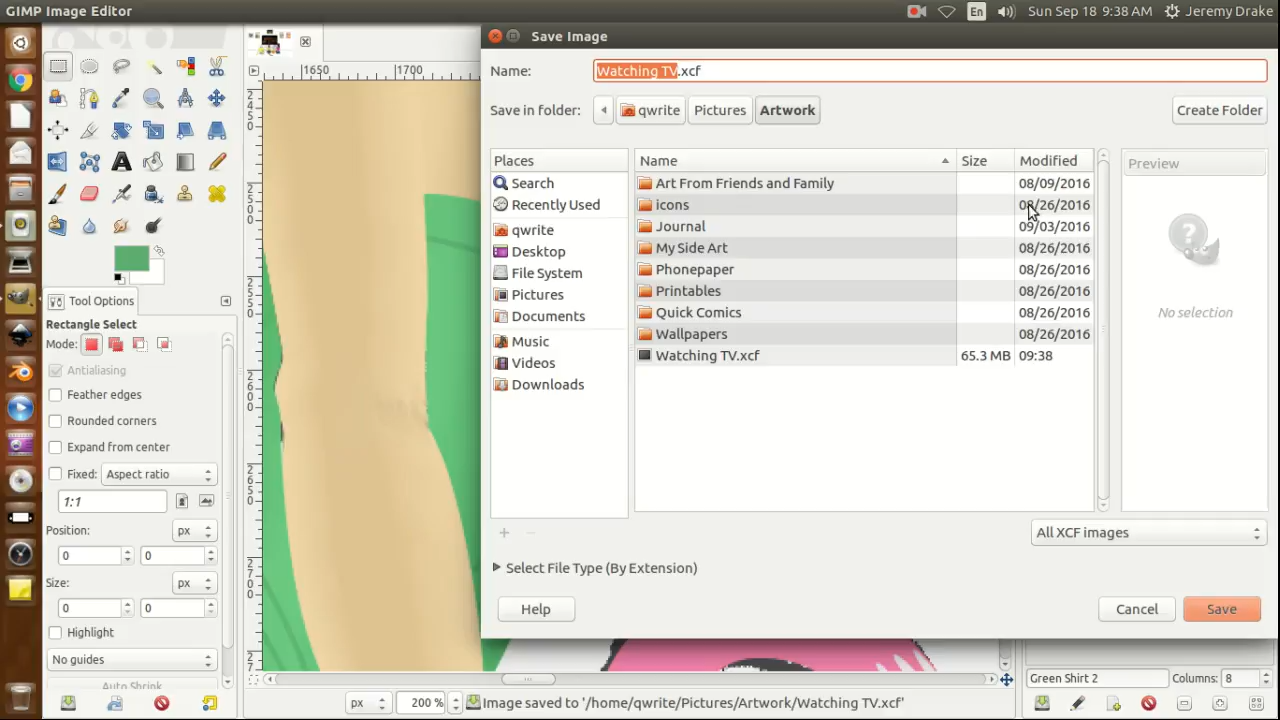 GIMP Image Editor
En
Sun Sep 18 9:38 AM
Jeremy Drake
Save Image
Name: Watching TV.xcf
Save in folder: qwrite Pictures Artwork
Create Folder
Places
Search
Recently Used
qwrite
Desktop
File System
Pictures
Documents
Music
Videos
Downloads
Name Size Modified
Art From Friends and Family 08/09/2016
icons 08/26/2016
Journal 09/03/2016
My Side Art 08/26/2016
Phonepaper 08/26/2016
Printables 08/26/2016
Quick Comics 08/26/2016
Wallpapers 08/26/2016
Watching TV.xcf 65.3 MB 09:38
Preview
No selection
All XCF images
Select File Type (By Extension)
Help
Cancel
Save
1650
1700
Tool Options
Rectangle Select
Mode:
Antialiasing
Feather edges
Rounded corners
Expand from center
Fixed: Aspect ratio
1:1
Position: px
0 0
Size: px
0 0
Highlight
No guides
Auto Shrink
px
200 %
Image saved to '/home/qwrite/Pictures/Artwork/Watching TV.xcf'
Green Shirt 2
Columns: 8